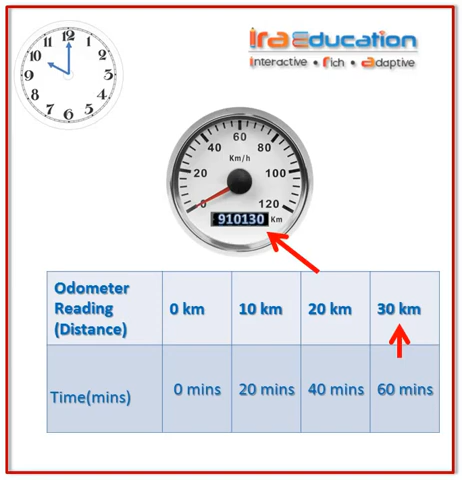 12
11
1
10
2
9
3
8
4
7
5
6
ira Education
interactive • rich • adaptive
60
40
80
Km/h
20
100
0
120
910130 Km
Odometer Reading (Distance)
0 km
10 km
20 km
30 km
Time(mins)
0 mins
20 mins
40 mins
60 mins